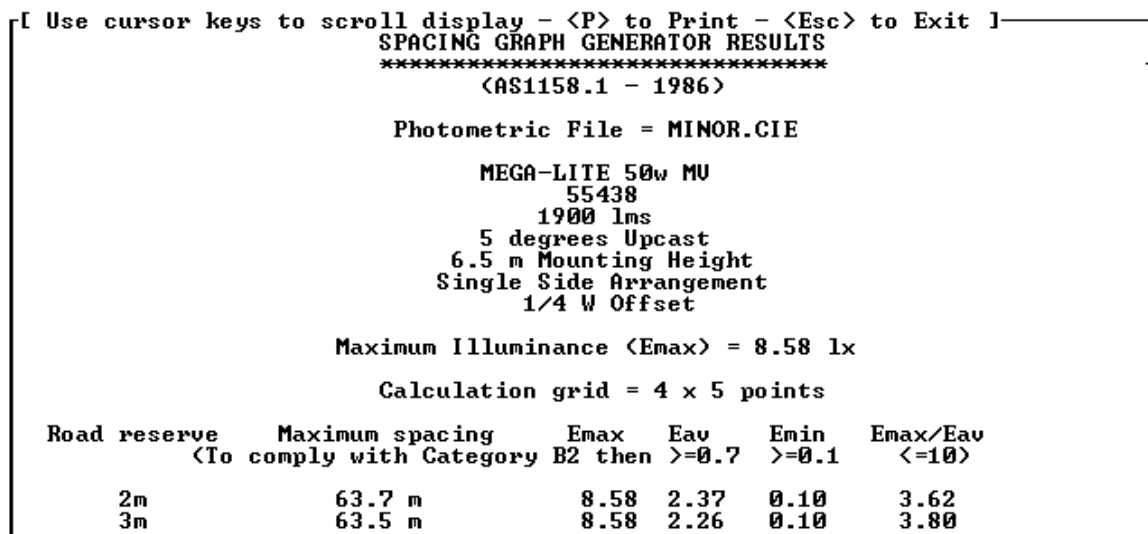 [ Use cursor keys to scroll display - <P> to Print - <Esc> to Exit ]
SPACING GRAPH GENERATOR RESULTS
*******************************
(AS1158.1 - 1986)
Photometric File = MINOR.CIE
MEGA-LITE 50w MV
55438
1900 lms
5 degrees Upcast
6.5 m Mounting Height
Single Side Arrangement
1/4 W Offset
Maximum Illuminance (Emax) = 8.58 lx
Calculation grid = 4 x 5 points
Road reserve Maximum spacing Emax Eav Emin Emax/Eav
(To comply with Category B2 then >=0.7 >=0.1 <=10)
2m 63.7 m 8.58 2.37 0.10 3.62
3m 63.5 m 8.58 2.26 0.10 3.80